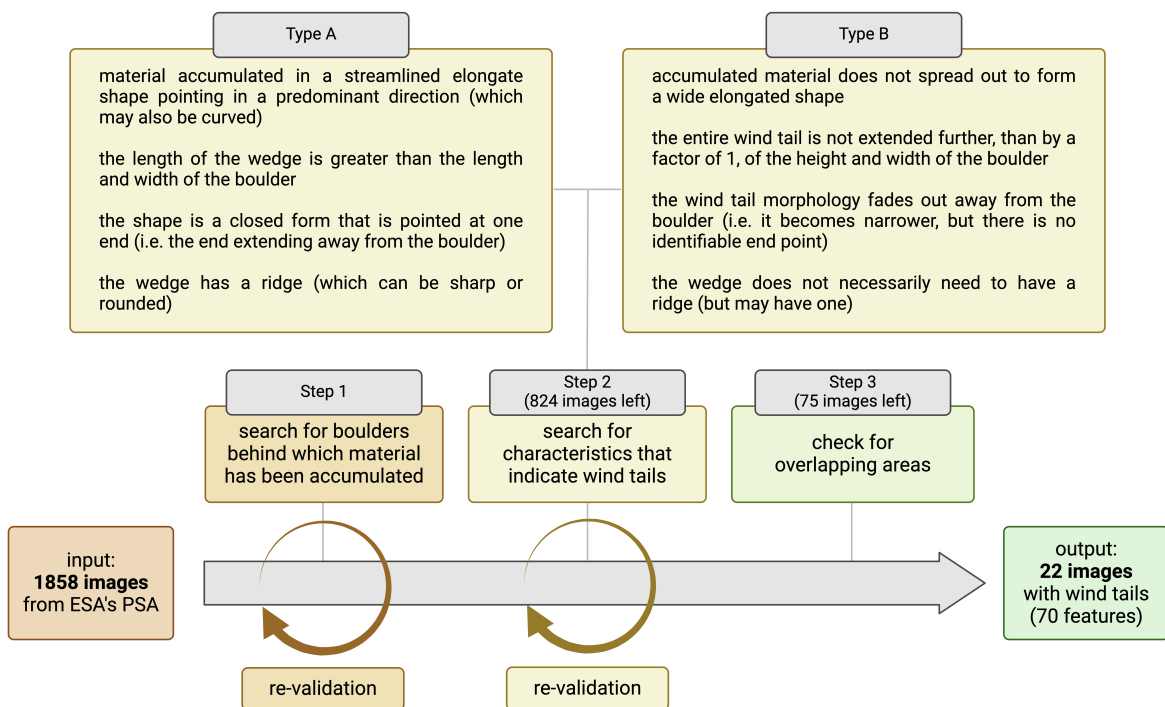 Type A
material accumulated in a streamlined elongate
shape pointing in a predominant direction (which
may also be curved)
the length of the wedge is greater than the length
and width of the boulder
the shape is a closed form that is pointed at one
end (i.e. the end extending away from the boulder)
the wedge has a ridge (which can be sharp or
rounded)
Type B
accumulated material does not spread out to form
a wide elongated shape
the entire wind tail is not extended further, than by a
factor of 1, of the height and width of the boulder
the wind tail morphology fades out away from the
boulder (i.e. it becomes narrower, but there is no
identifiable end point)
the wedge does not necessarily need to have a
ridge (but may have one)
Step 1
search for boulders
behind which material
has been accumulated
Step 2
(824 images left)
search for
characteristics that
indicate wind tails
Step 3
(75 images left)
check for
overlapping areas
input:
1858 images
from ESA's PSA
output:
22 images
with wind tails
(70 features)
re-validation
re-validation